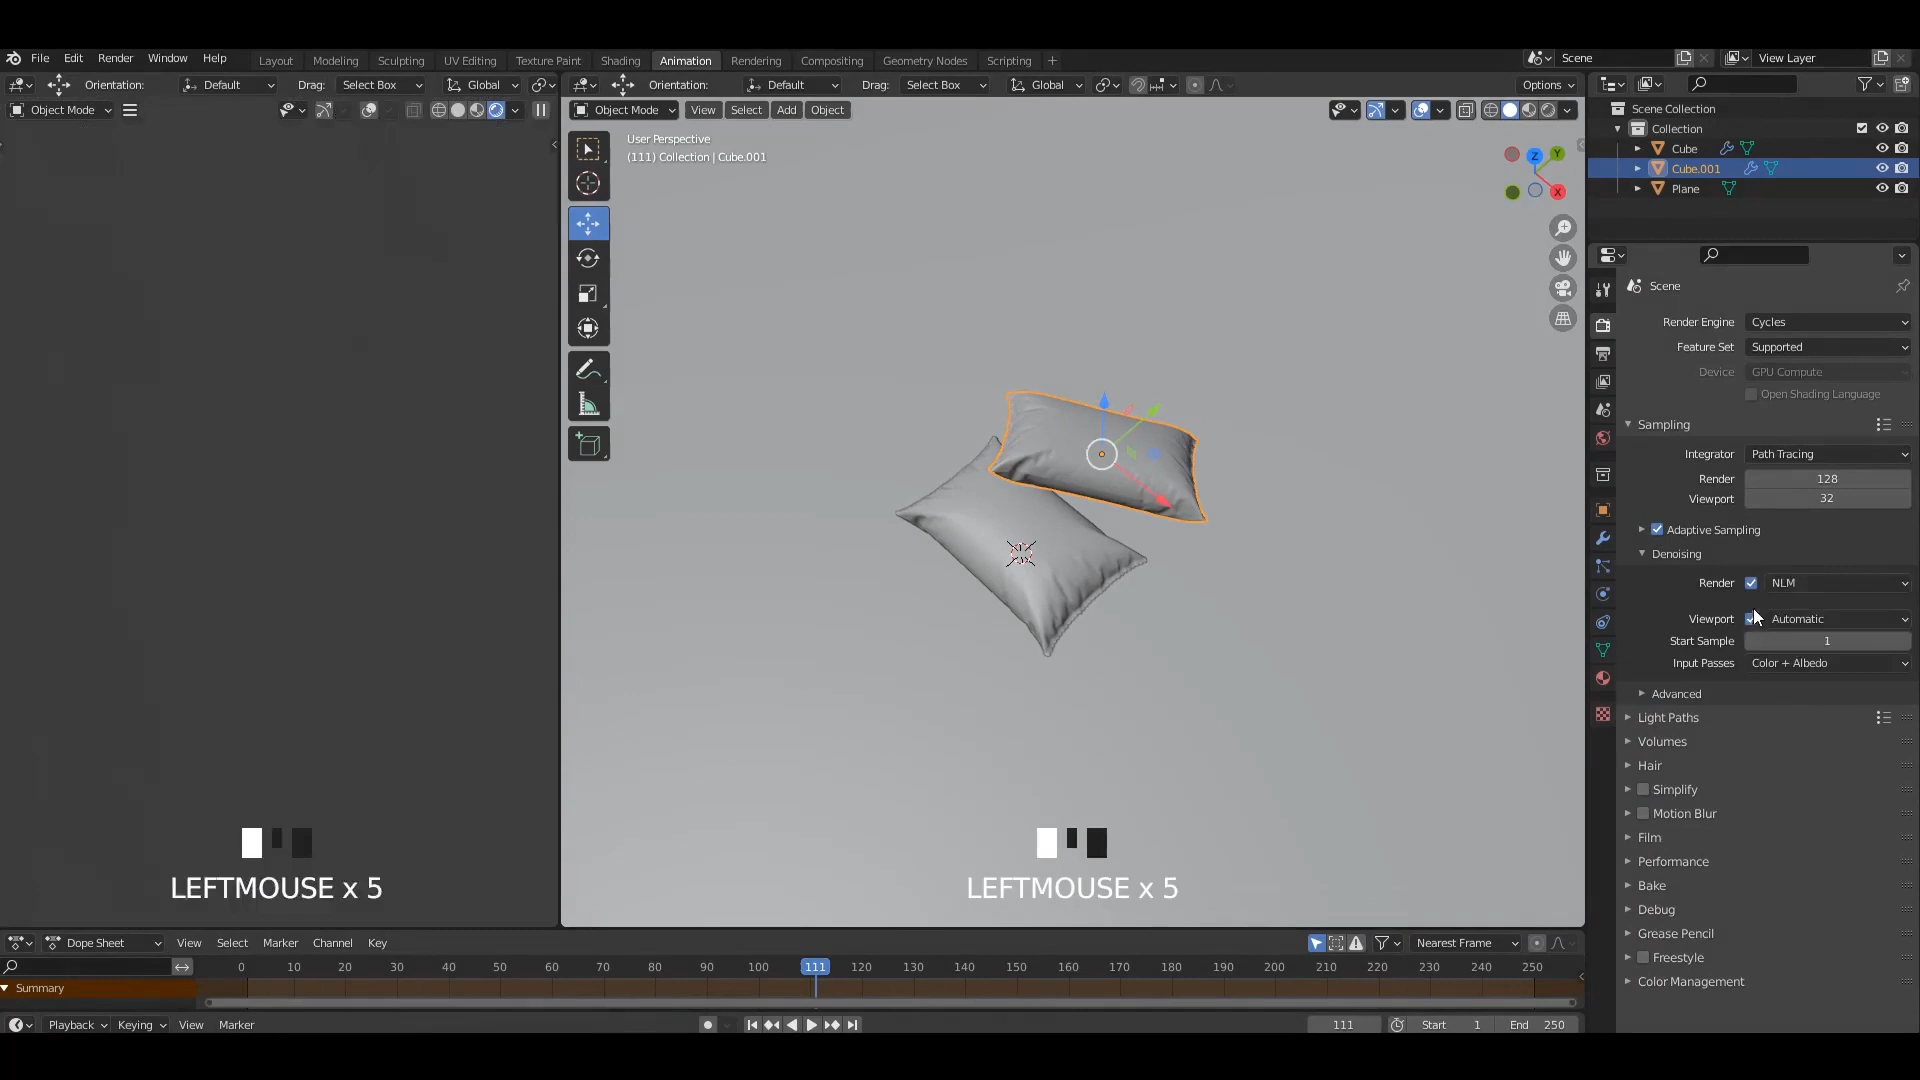 File Edit Render Window Help Layout Modeling Sculpting UV Editing Texture Paint Shading Animation Rendering Compositing Geometry Nodes Scripting + Scene View Layer
Orientation: Default Drag: Select Box Global
Orientation: Default Drag: Select Box Global Options
Object Mode
Object Mode View Select Add Object
User Perspective
(111) Collection | Cube.001
Z Y X
Scene Collection
Collection
Cube
Cube.001
Plane
Scene
Render Engine Cycles
Feature Set Supported
Device GPU Compute
Open Shading Language
Sampling
Integrator Path Tracing
Render 128
Viewport 32
Adaptive Sampling
Denoising
Render NLM
Viewport Automatic
Start Sample 1
Input Passes Color + Albedo
Advanced
Light Paths
Volumes
Hair
Simplify
Motion Blur
Film
Performance
Bake
Debug
Grease Pencil
Freestyle
Color Management
LEFTMOUSE x 5
LEFTMOUSE x 5
Dope Sheet View Select Marker Channel Key Nearest Frame
0 10 20 30 40 50 60 70 80 90 100 111 120 130 140 150 160 170 180 190 200 210 220 230 240 250
Summary
Playback Keying View Marker 111 Start 1 End 250